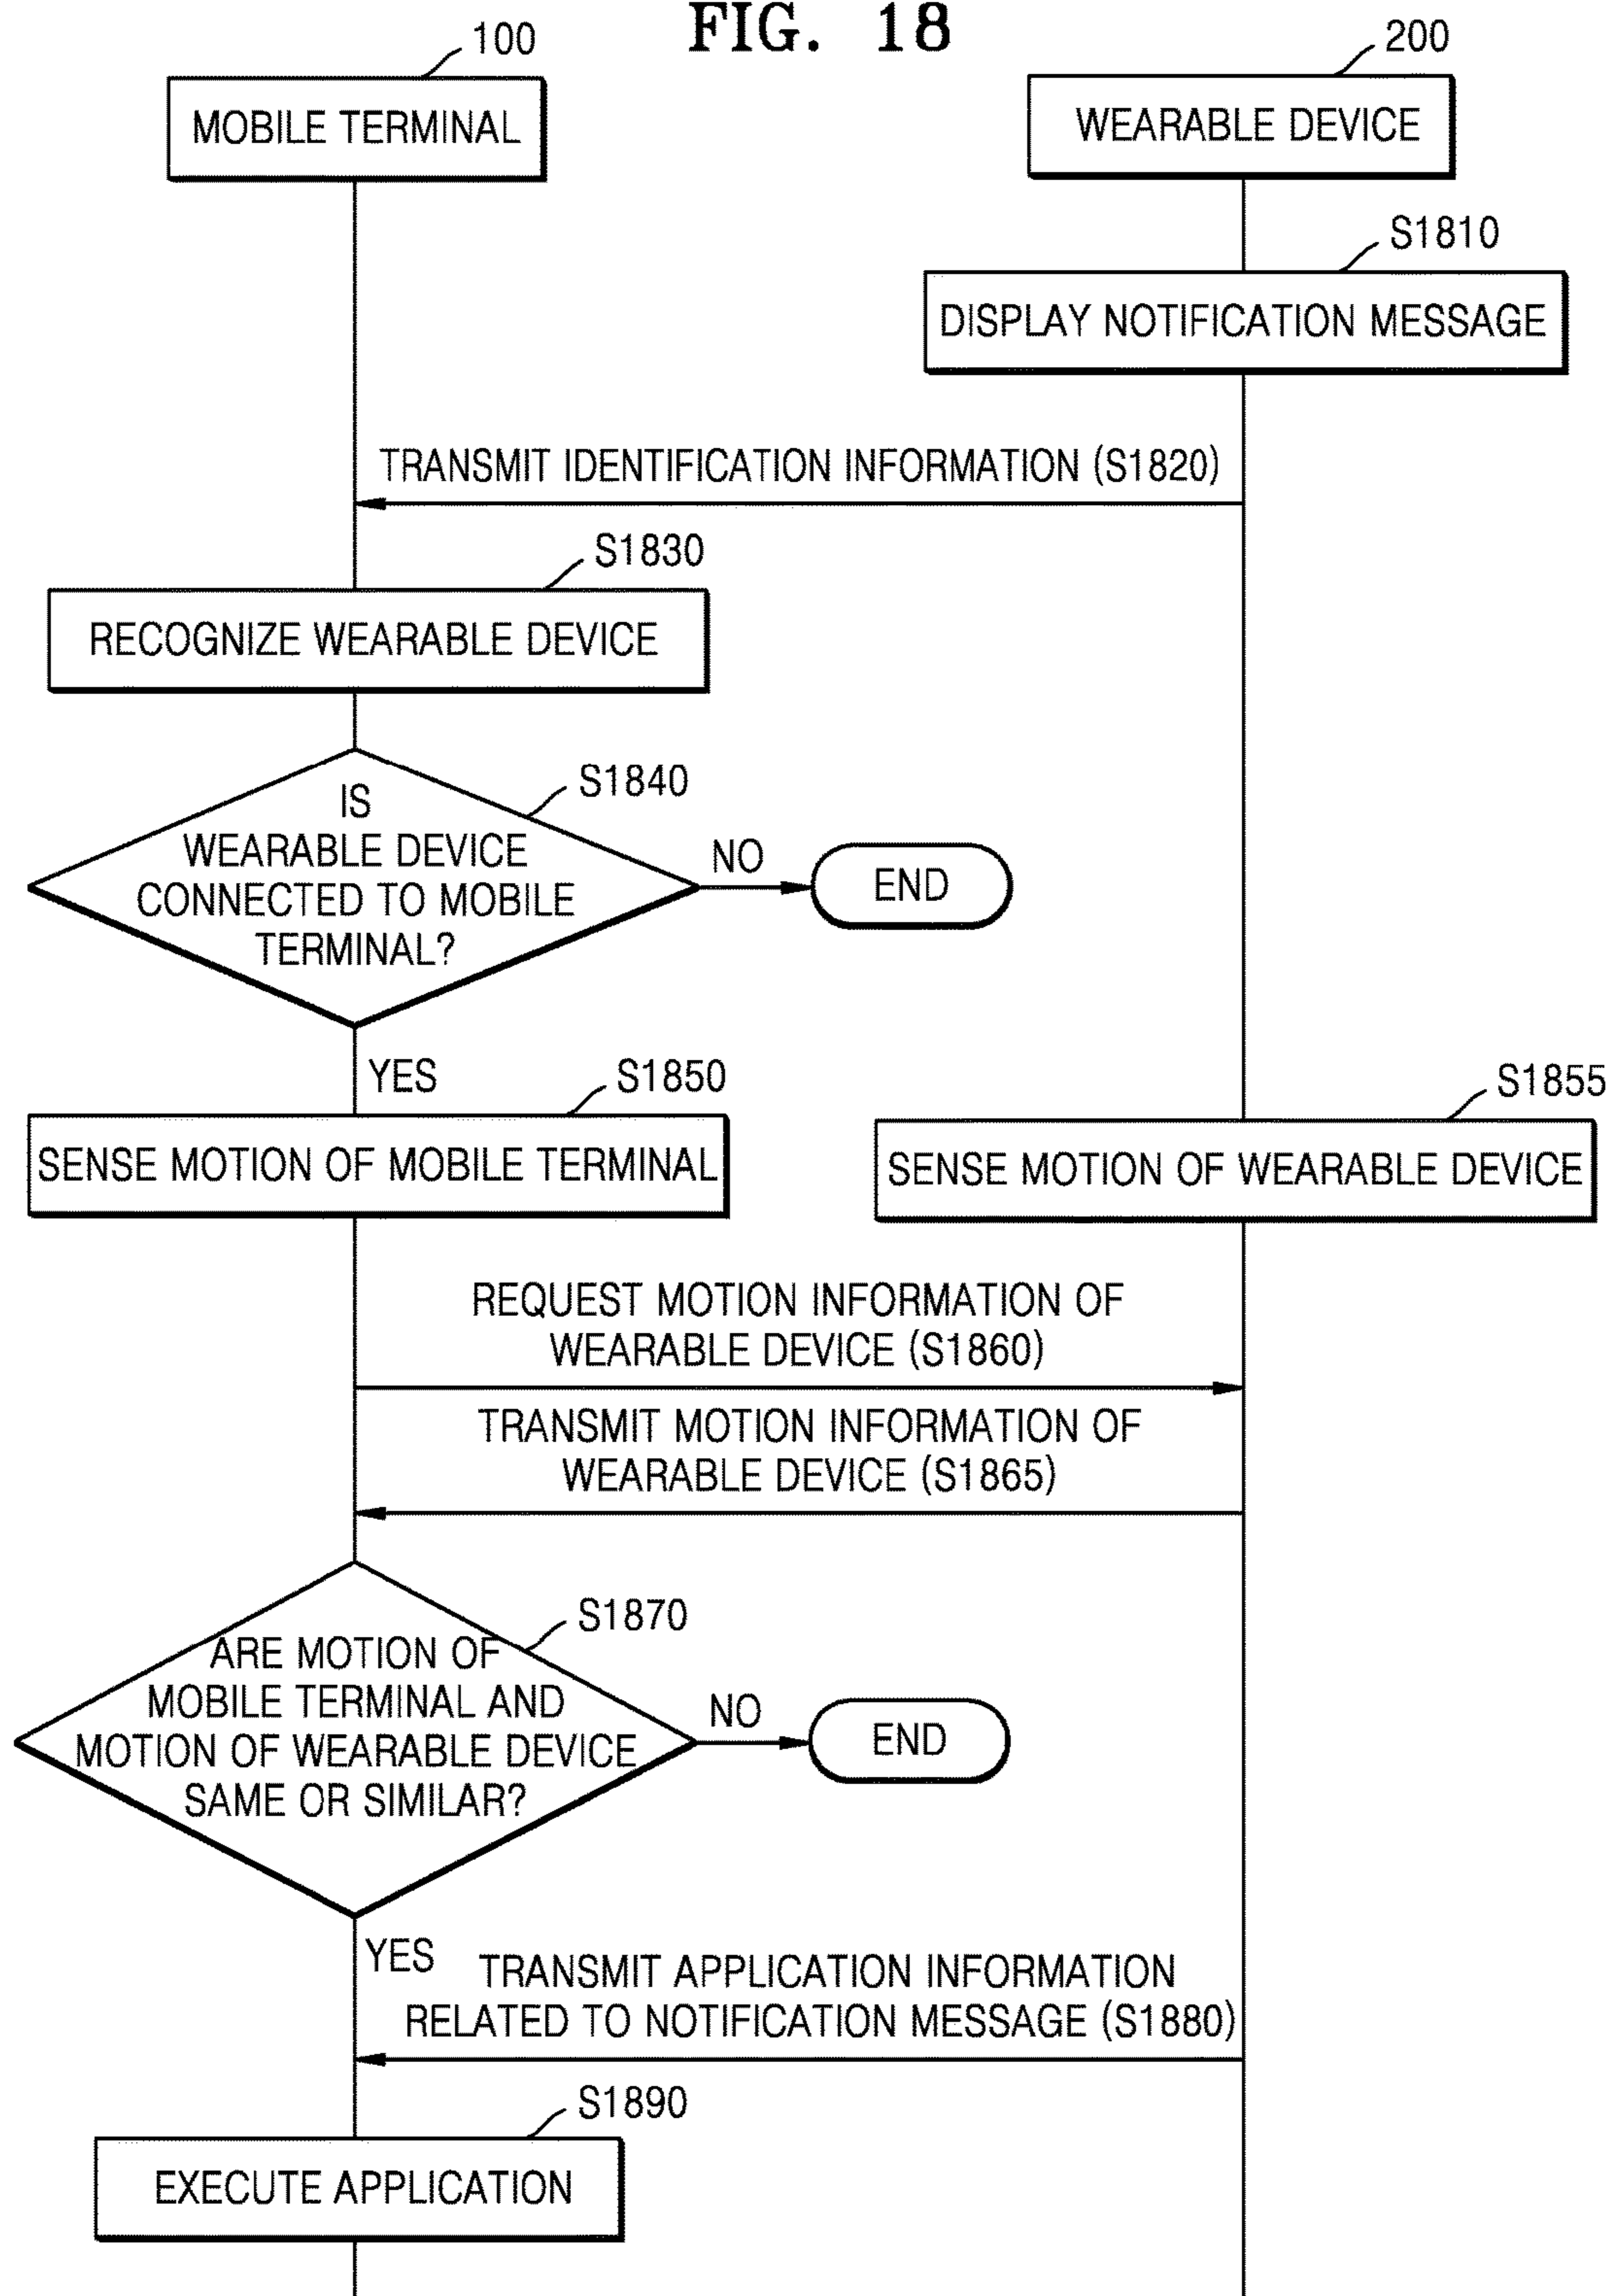 FIG. 18
100
200
MOBILE TERMINAL
WEARABLE DEVICE
S1810
DISPLAY NOTIFICATION MESSAGE
TRANSMIT IDENTIFICATION INFORMATION (S1820)
S1830
RECOGNIZE WEARABLE DEVICE
S1840
IS
WEARABLE DEVICE
CONNECTED TO MOBILE
TERMINAL?
NO
END
YES
S1850
S1855
SENSE MOTION OF MOBILE TERMINAL
SENSE MOTION OF WEARABLE DEVICE
REQUEST MOTION INFORMATION OF
WEARABLE DEVICE (S1860)
TRANSMIT MOTION INFORMATION OF
WEARABLE DEVICE (S1865)
S1870
ARE MOTION OF
MOBILE TERMINAL AND
MOTION OF WEARABLE DEVICE
SAME OR SIMILAR?
NO
END
YES
TRANSMIT APPLICATION INFORMATION
RELATED TO NOTIFICATION MESSAGE (S1880)
S1890
EXECUTE APPLICATION